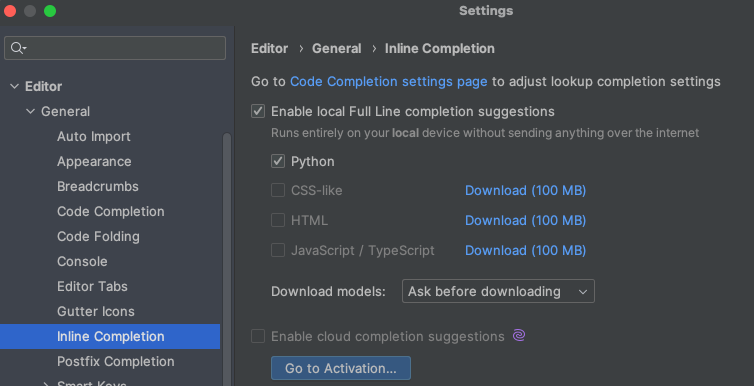 Settings
Editor
General
Auto Import
Appearance
Breadcrumbs
Code Completion
Code Folding
Console
Editor Tabs
Gutter Icons
Inline Completion
Postfix Completion
Smart Keys
Editor › General › Inline Completion
Go to Code Completion settings page to adjust lookup completion settings
Enable local Full Line completion suggestions
Runs entirely on your local device without sending anything over the internet
Python
CSS-like Download (100 MB)
HTML Download (100 MB)
JavaScript / TypeScript Download (100 MB)
Download models: Ask before downloading
Enable cloud completion suggestions
Go to Activation...